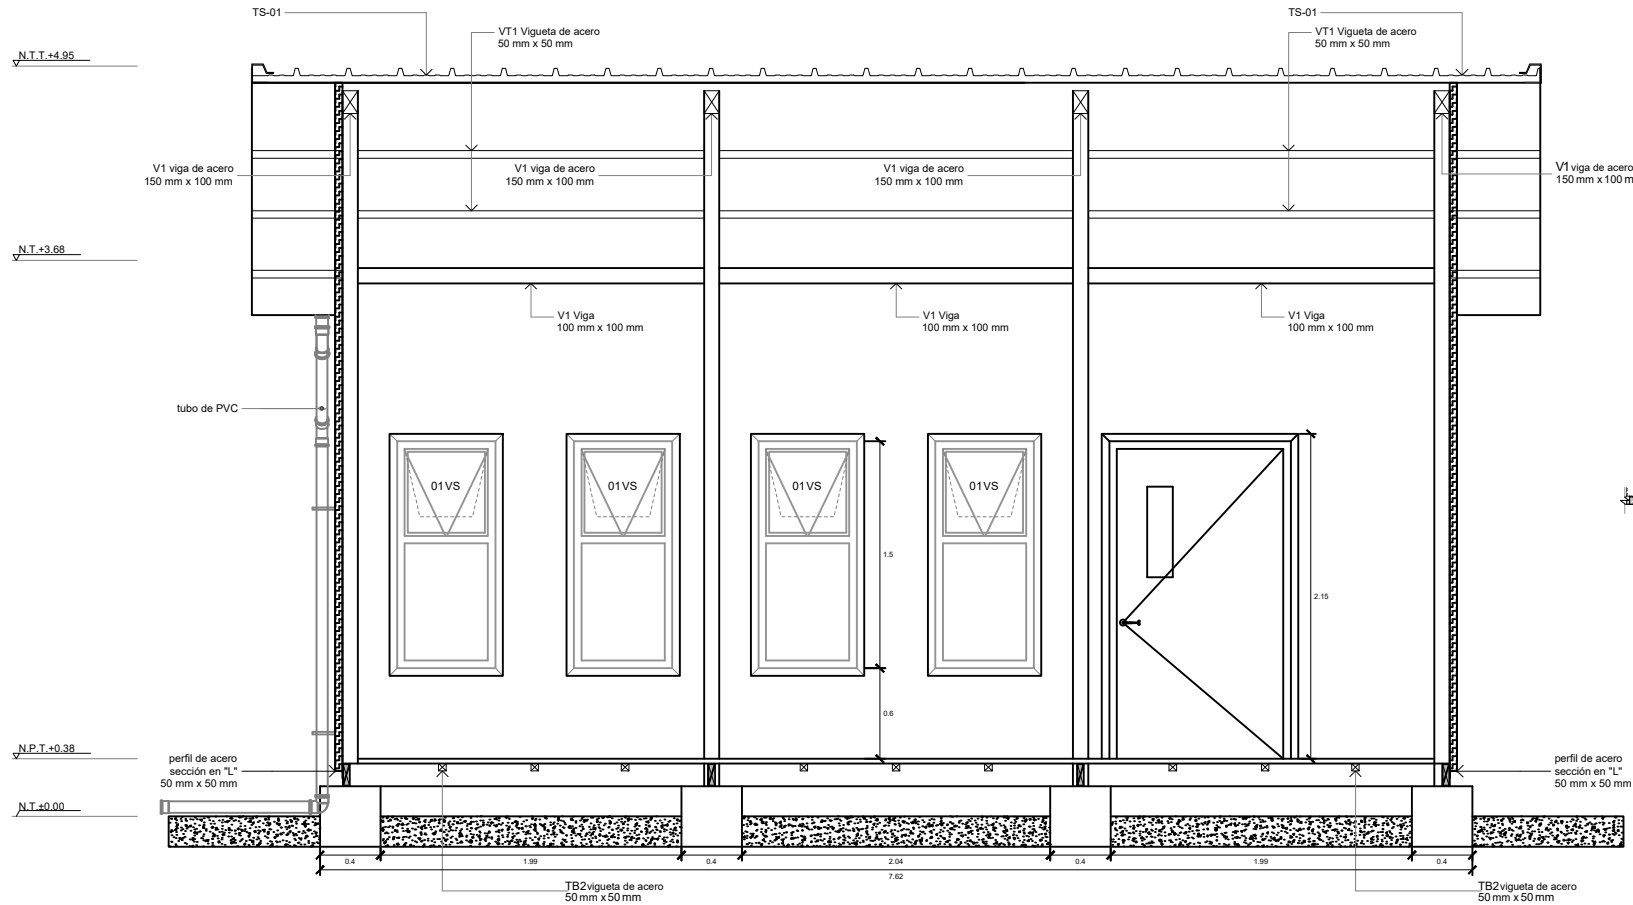 TS-01
TS-01
VT1 Vigueta de acero
50 mm x 50 mm
VT1 Vigueta de acero
50 mm x 50 mm
N.T.T.+4.95
V1 viga de acero
150 mm x 100 mm
V1 viga de acero
150 mm x 100 mm
V1 viga de acero
150 mm x 100 mm
V1 viga de acero
150 mm x 100 m
N.T.+3.68
V1 Viga
100 mm x 100 mm
V1 Viga
100 mm x 100 mm
V1 Viga
100 mm x 100 mm
tubo de PVC
01VS
01VS
01VS
01VS
1.5
2.15
0.6
N.P.T.+0.38
perfil de acero
sección en "L"
50 mm x 50 mm
perfil de acero
sección en "L"
50 mm x 50 mm
N.T.±0.00
0.4
1.99
0.4
2.04
0.4
1.99
0.4
7.62
TB2 vigueta de acero
50 mm x 50 mm
TB2 vigueta de acero
50 mm x 50 mm